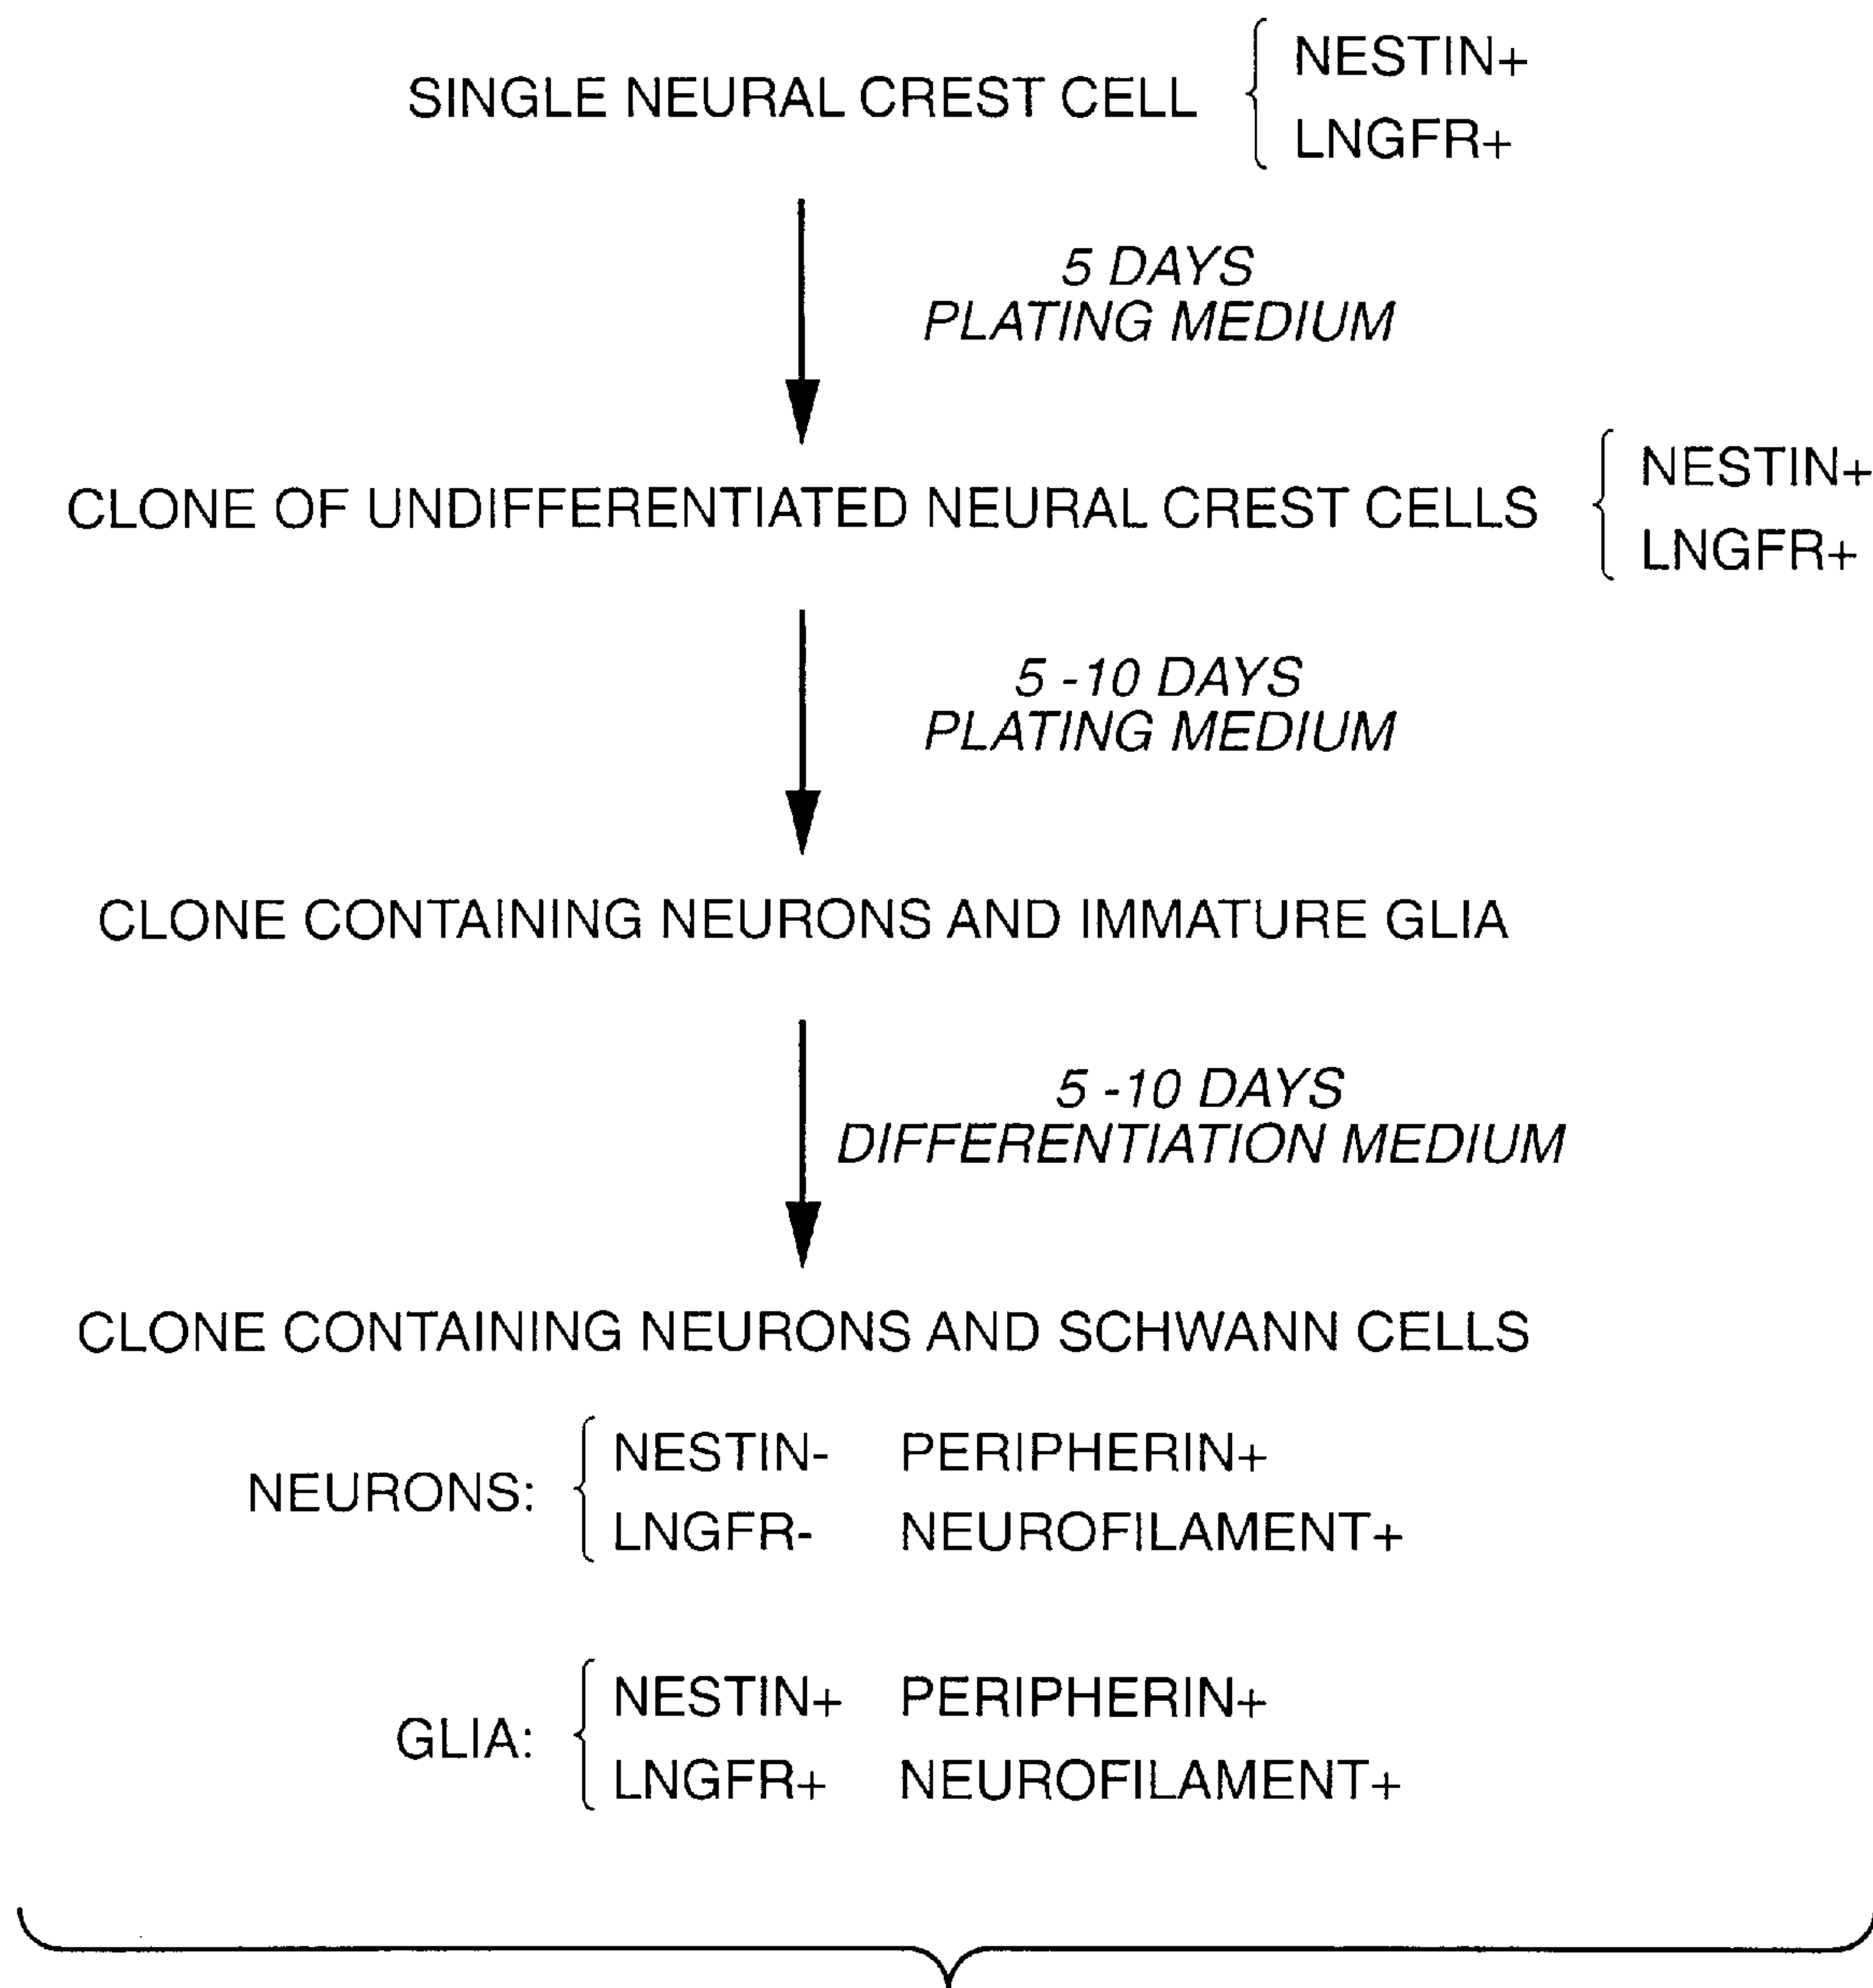 SINGLE NEURAL CREST CELL
NESTIN+
LNGFR+
5 DAYS
PLATING MEDIUM
CLONE OF UNDIFFERENTIATED NEURAL CREST CELLS
NESTIN+
LNGFR+
5 -10 DAYS
PLATING MEDIUM
CLONE CONTAINING NEURONS AND IMMATURE GLIA
5 -10 DAYS
DIFFERENTIATION MEDIUM
CLONE CONTAINING NEURONS AND SCHWANN CELLS
NEURONS:
NESTIN- PERIPHERIN+
LNGFR- NEUROFILAMENT+
GLIA:
NESTIN+ PERIPHERIN+
LNGFR+ NEUROFILAMENT+